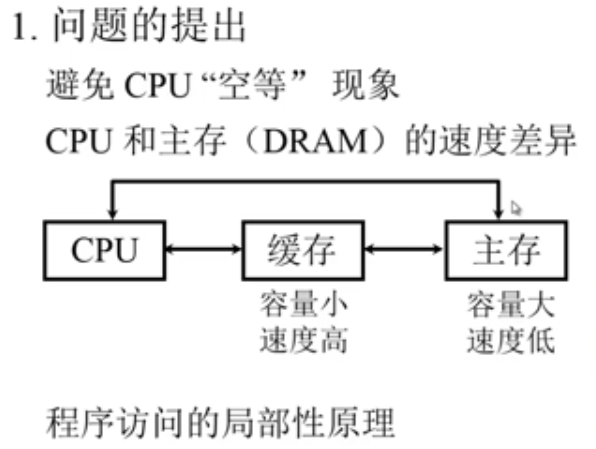 1. 问题的提出
避免 CPU “空等” 现象
CPU 和主存（DRAM）的速度差异
CPU
缓存
主存
容量小
速度高
容量大
速度低
程序访问的局部性原理